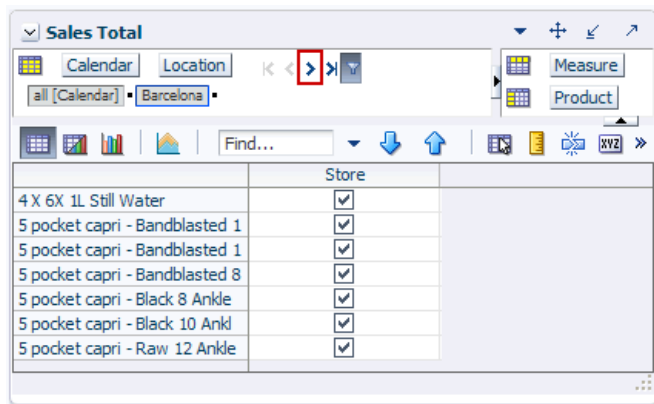 Sales Total
Calendar Location
Measure
all [Calendar] Barcelona
Product
Find...
XYZ
Store
4 X 6X 1L Still Water
5 pocket capri - Bandblasted 1
5 pocket capri - Bandblasted 1
5 pocket capri - Bandblasted 8
5 pocket capri - Black 8 Ankle
5 pocket capri - Black 10 Ankl
5 pocket capri - Raw 12 Ankle